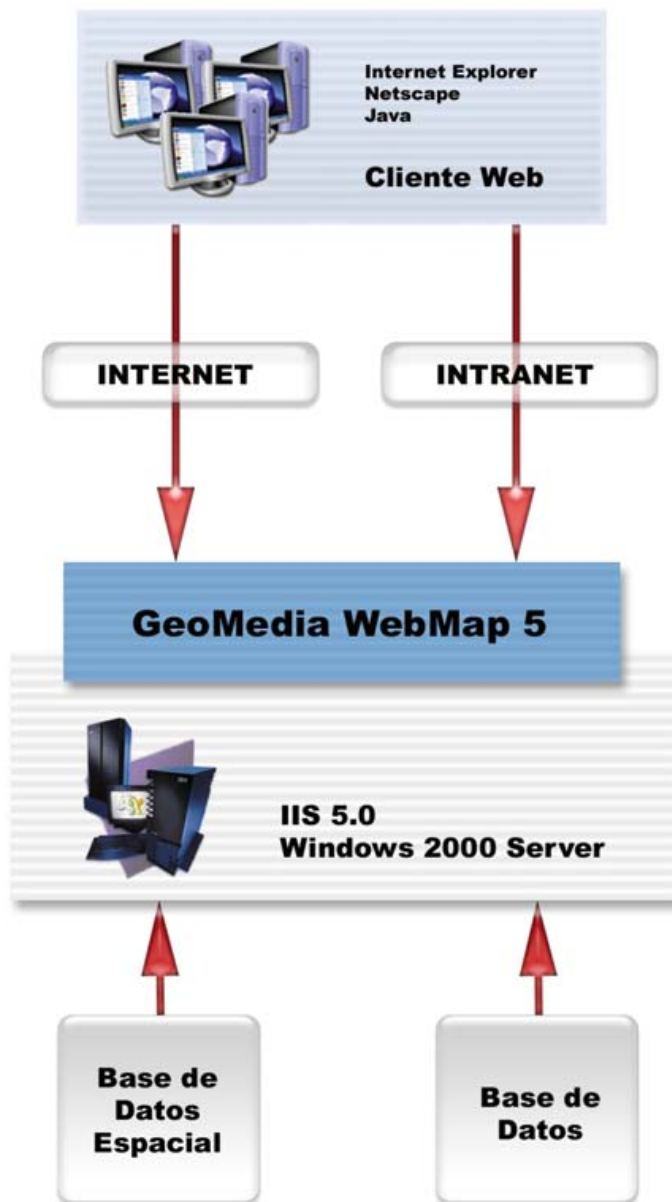 Internet Explorer
Netscape
Java
Cliente Web
INTERNET
INTRANET
GeoMedia WebMap 5
IIS 5.0
Windows 2000 Server
Base de
Datos
Espacial
Base de
Datos